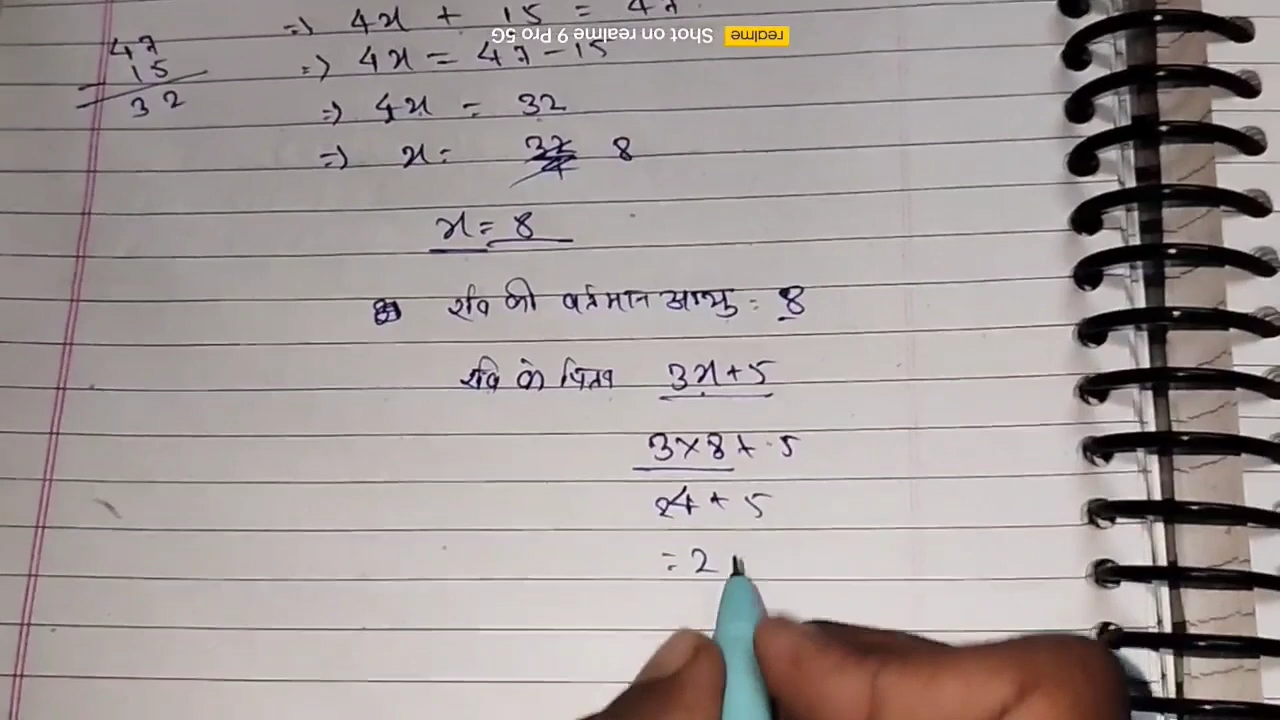 => 4x + 15 = 47
realme Shot on realme 9 Pro 5G
47
15
32
=> 4x = 47 - 15
=> 4x = 32
=> x = 32/4 8
x = 8
रवि की वर्तमान आयु = 8
रवि के पिता 3x + 5
3 x 8 + 5
24 + 5
= 2